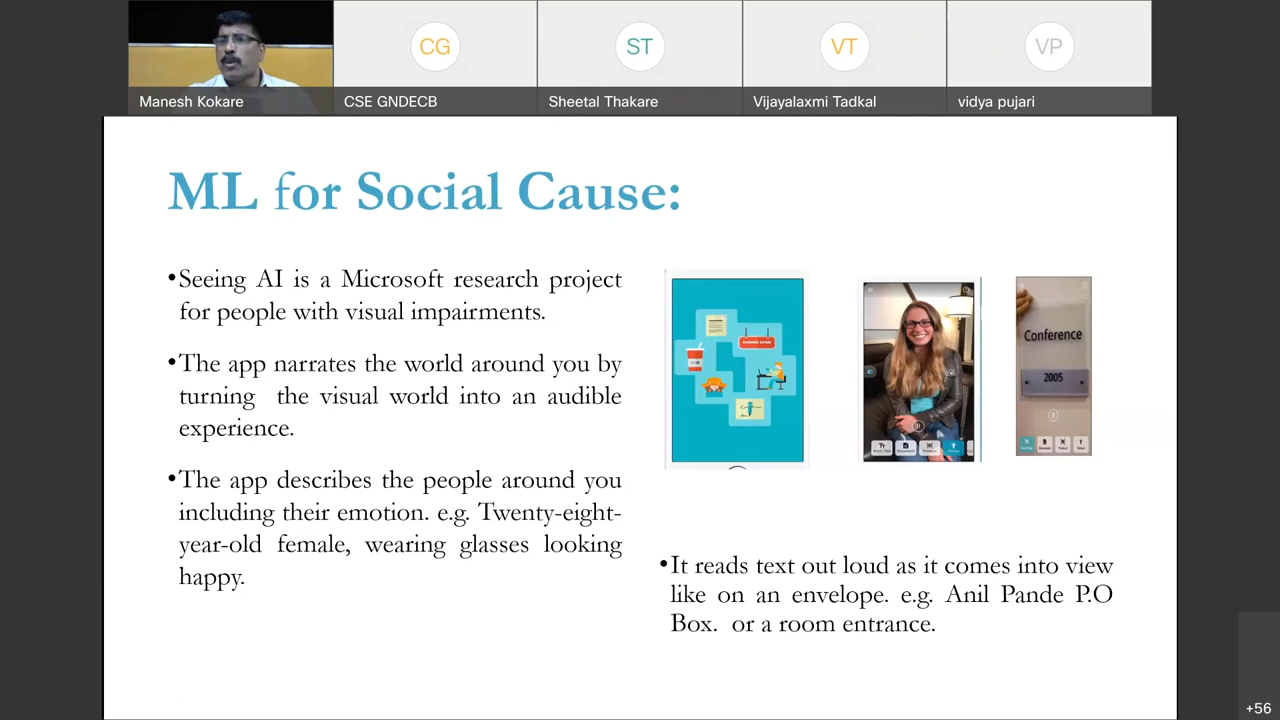 CG
ST
VT
VP
Manesh Kokare
CSE GNDECB
Sheetal Thakare
Vijayalaxmi Tadkal
vidya pujari
ML for Social Cause:
•Seeing AI is a Microsoft research project
for people with visual impairments.
•The app narrates the world around you by
turning the visual world into an audible
experience.
•The app describes the people around you
including their emotion. e.g. Twenty-eight-
year-old female, wearing glasses looking
happy.
COMING SOON
Conference
2005
•It reads text out loud as it comes into view
like on an envelope. e.g. Anil Pande P.O
Box. or a room entrance.
+56